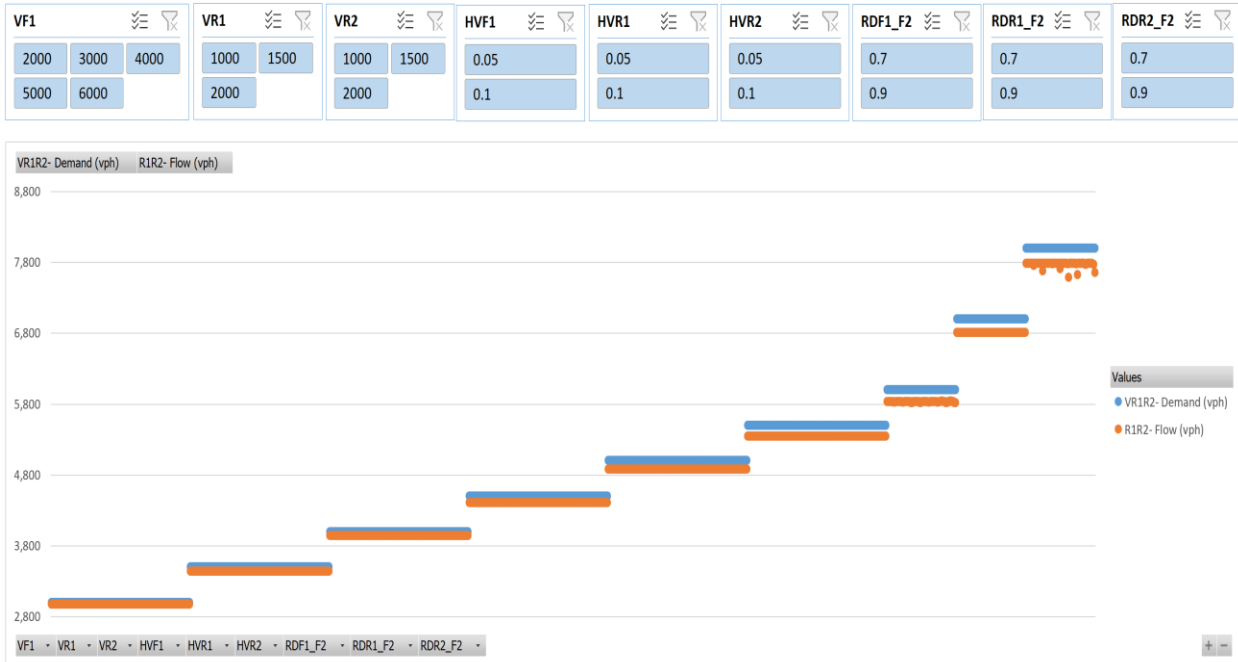 VF1 VR1 VR2 HVF1 HVR1 HVR2 RDF1_F2 RDR1_F2 RDR2_F2
2000 3000 4000 1000 1500 1000 1500 0.05 0.05 0.05 0.7 0.7 0.7
5000 6000 2000 2000 0.1 0.1 0.1 0.9 0.9 0.9
VR1R2- Demand (vph) R1R2- Flow (vph)
8,800
7,800
6,800
5,800
4,800
3,800
2,800
Values
VR1R2- Demand (vph)
R1R2- Flow (vph)
VF1 VR1 VR2 HVF1 HVR1 HVR2 RDF1_F2 RDR1_F2 RDR2_F2
+ -